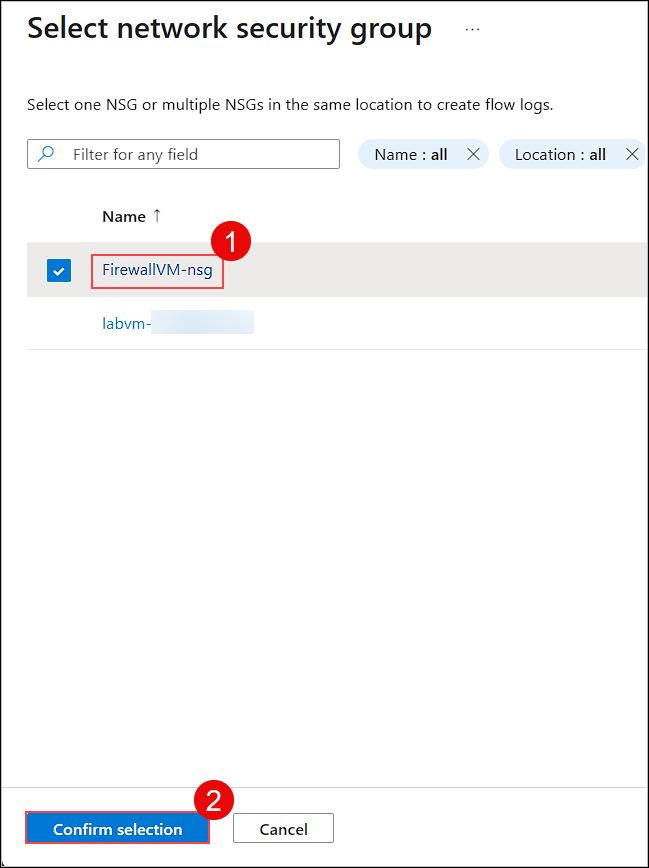 Select network security group ...
Select one NSG or multiple NSGs in the same location to create flow logs.
Filter for any field Name : all Location : all
Name ↑
1
FirewallVM-nsg
labvm-
2
Confirm selection Cancel